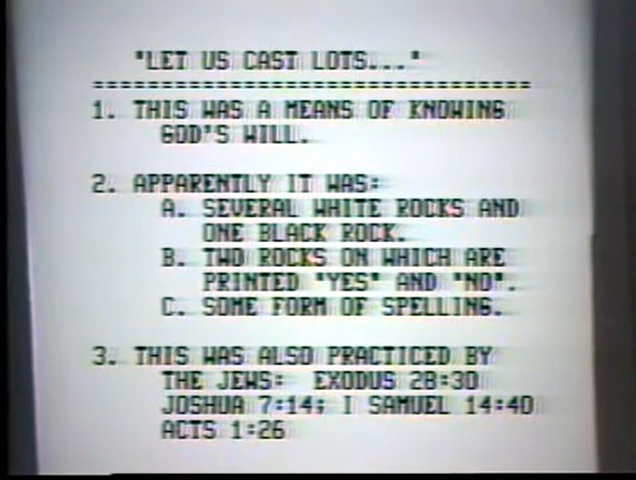 "LET US CAST LOTS..."
================================
1. THIS WAS A MEANS OF KNOWING
GOD'S WILL.
2. APPARENTLY IT WAS:
A. SEVERAL WHITE ROCKS AND
ONE BLACK ROCK.
B. TWO ROCKS ON WHICH ARE
PRINTED "YES" AND "NO".
C. SOME FORM OF SPELLING.
3. THIS WAS ALSO PRACTICED BY
THE JEWS: EXODUS 28:30
JOSHUA 7:14; I SAMUEL 14:40
ACTS 1:26